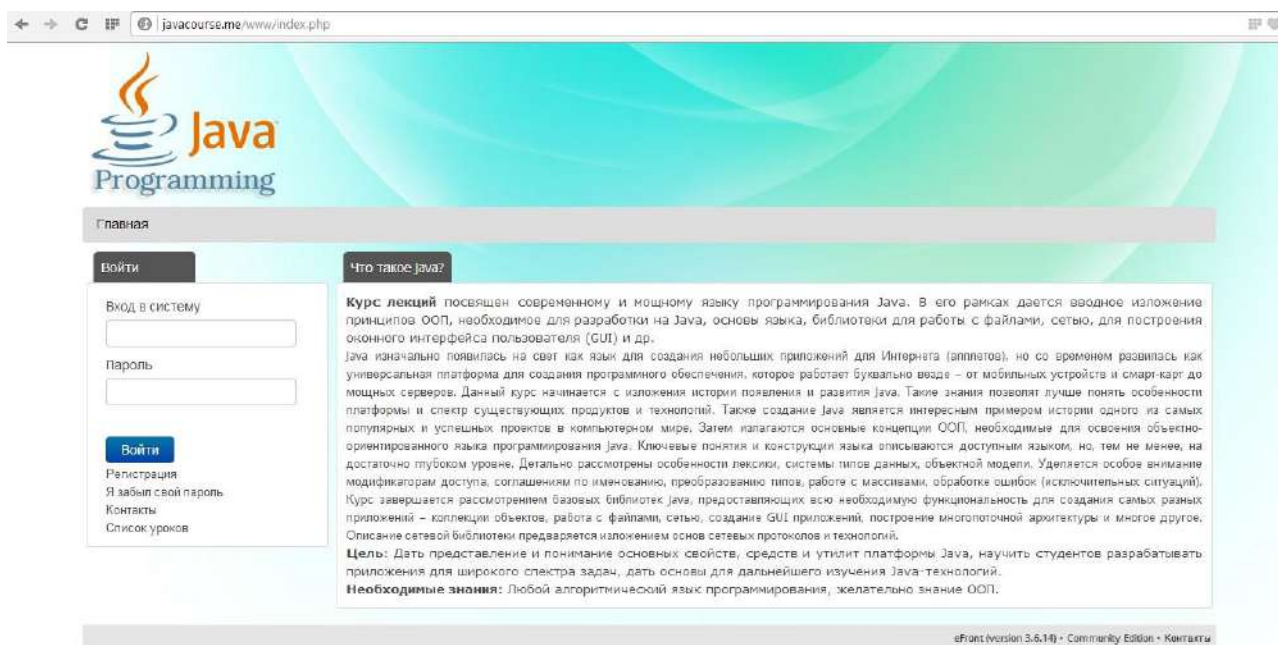 javacourse.me/www/index.php
Java
Programming
Главная
Войти
Что такое Java?
Вход в систему
Пароль
Войти
Регистрация
Я забыл свой пароль
Контакты
Список уроков
Курс лекций посвящен современному и мощному языку программирования Java. В его рамках дается вводное изложение
принципов ООП, необходимое для разработки на Java, основы языка, библиотеки для работы с файлами, сетью, для построения
оконного интерфейса пользователя (GUI) и др.
Java изначально появилась на свет как язык для создания небольших приложений для Интернета (апплетов), но со временем развилась как
универсальная платформа для создания программного обеспечения, которое работает буквально везде – от мобильных устройств и смарт-карт до
мощных серверов. Данный курс начинается с изложения истории появления и развития Java. Такие знания позволят лучше понять особенности
платформы и спектр существующих продуктов и технологий. Также создание Java является интересным примером истории одного из самых
популярных и успешных проектов в компьютерном мире. Затем излагаются основные концепции ООП, необходимые для освоения объектно-
ориентированного языка программирования Java. Ключевые понятия и конструкции языка описываются доступным языком, но, тем не менее, на
достаточно глубоком уровне. Детально рассмотрены особенности лексики, системы типов данных, объектной модели. Уделяется особое внимание
модификаторам доступа, соглашениям по именованию, преобразованию типов, работе с массивами, обработке ошибок (исключительных ситуаций).
Курс завершается рассмотрением базовых библиотек Java, предоставляющих всю необходимую функциональность для создания самых разных
приложений – коллекции объектов, работа с файлами, сетью, создание GUI приложений, построение многопоточной архитектуры и многое другое.
Описание сетевой библиотеки предваряется изложением основ сетевых протоколов и технологий.
Цель: Дать представление и понимание основных свойств, средств и утилит платформы Java, научить студентов разрабатывать
приложения для широкого спектра задач, дать основы для дальнейшего изучения Java-технологий.
Необходимые знания: Любой алгоритмический язык программирования, желательно знание ООП.
eFront (version 3.6.14) • Community Edition • Контакты